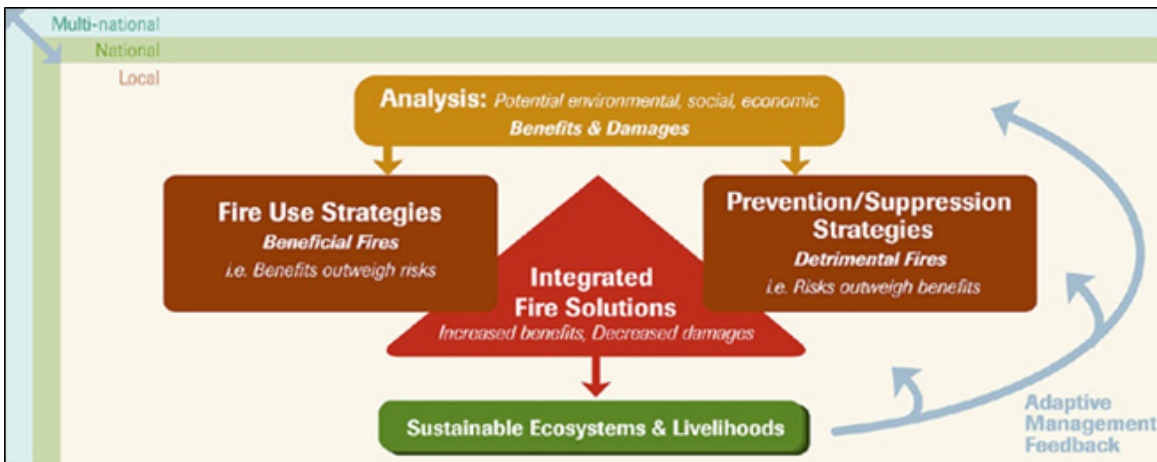 Multi-national
National
Local
Analysis: Potential environmental, social, economic
Benefits & Damages
Fire Use Strategies
Beneficial Fires
i.e. Benefits outweigh risks
Prevention/Suppression
Strategies
Detrimental Fires
i.e. Risks outweigh benefits
Integrated
Fire Solutions
Increased benefits, Decreased damages
Sustainable Ecosystems & Livelihoods
Adaptive
Management
Feedback